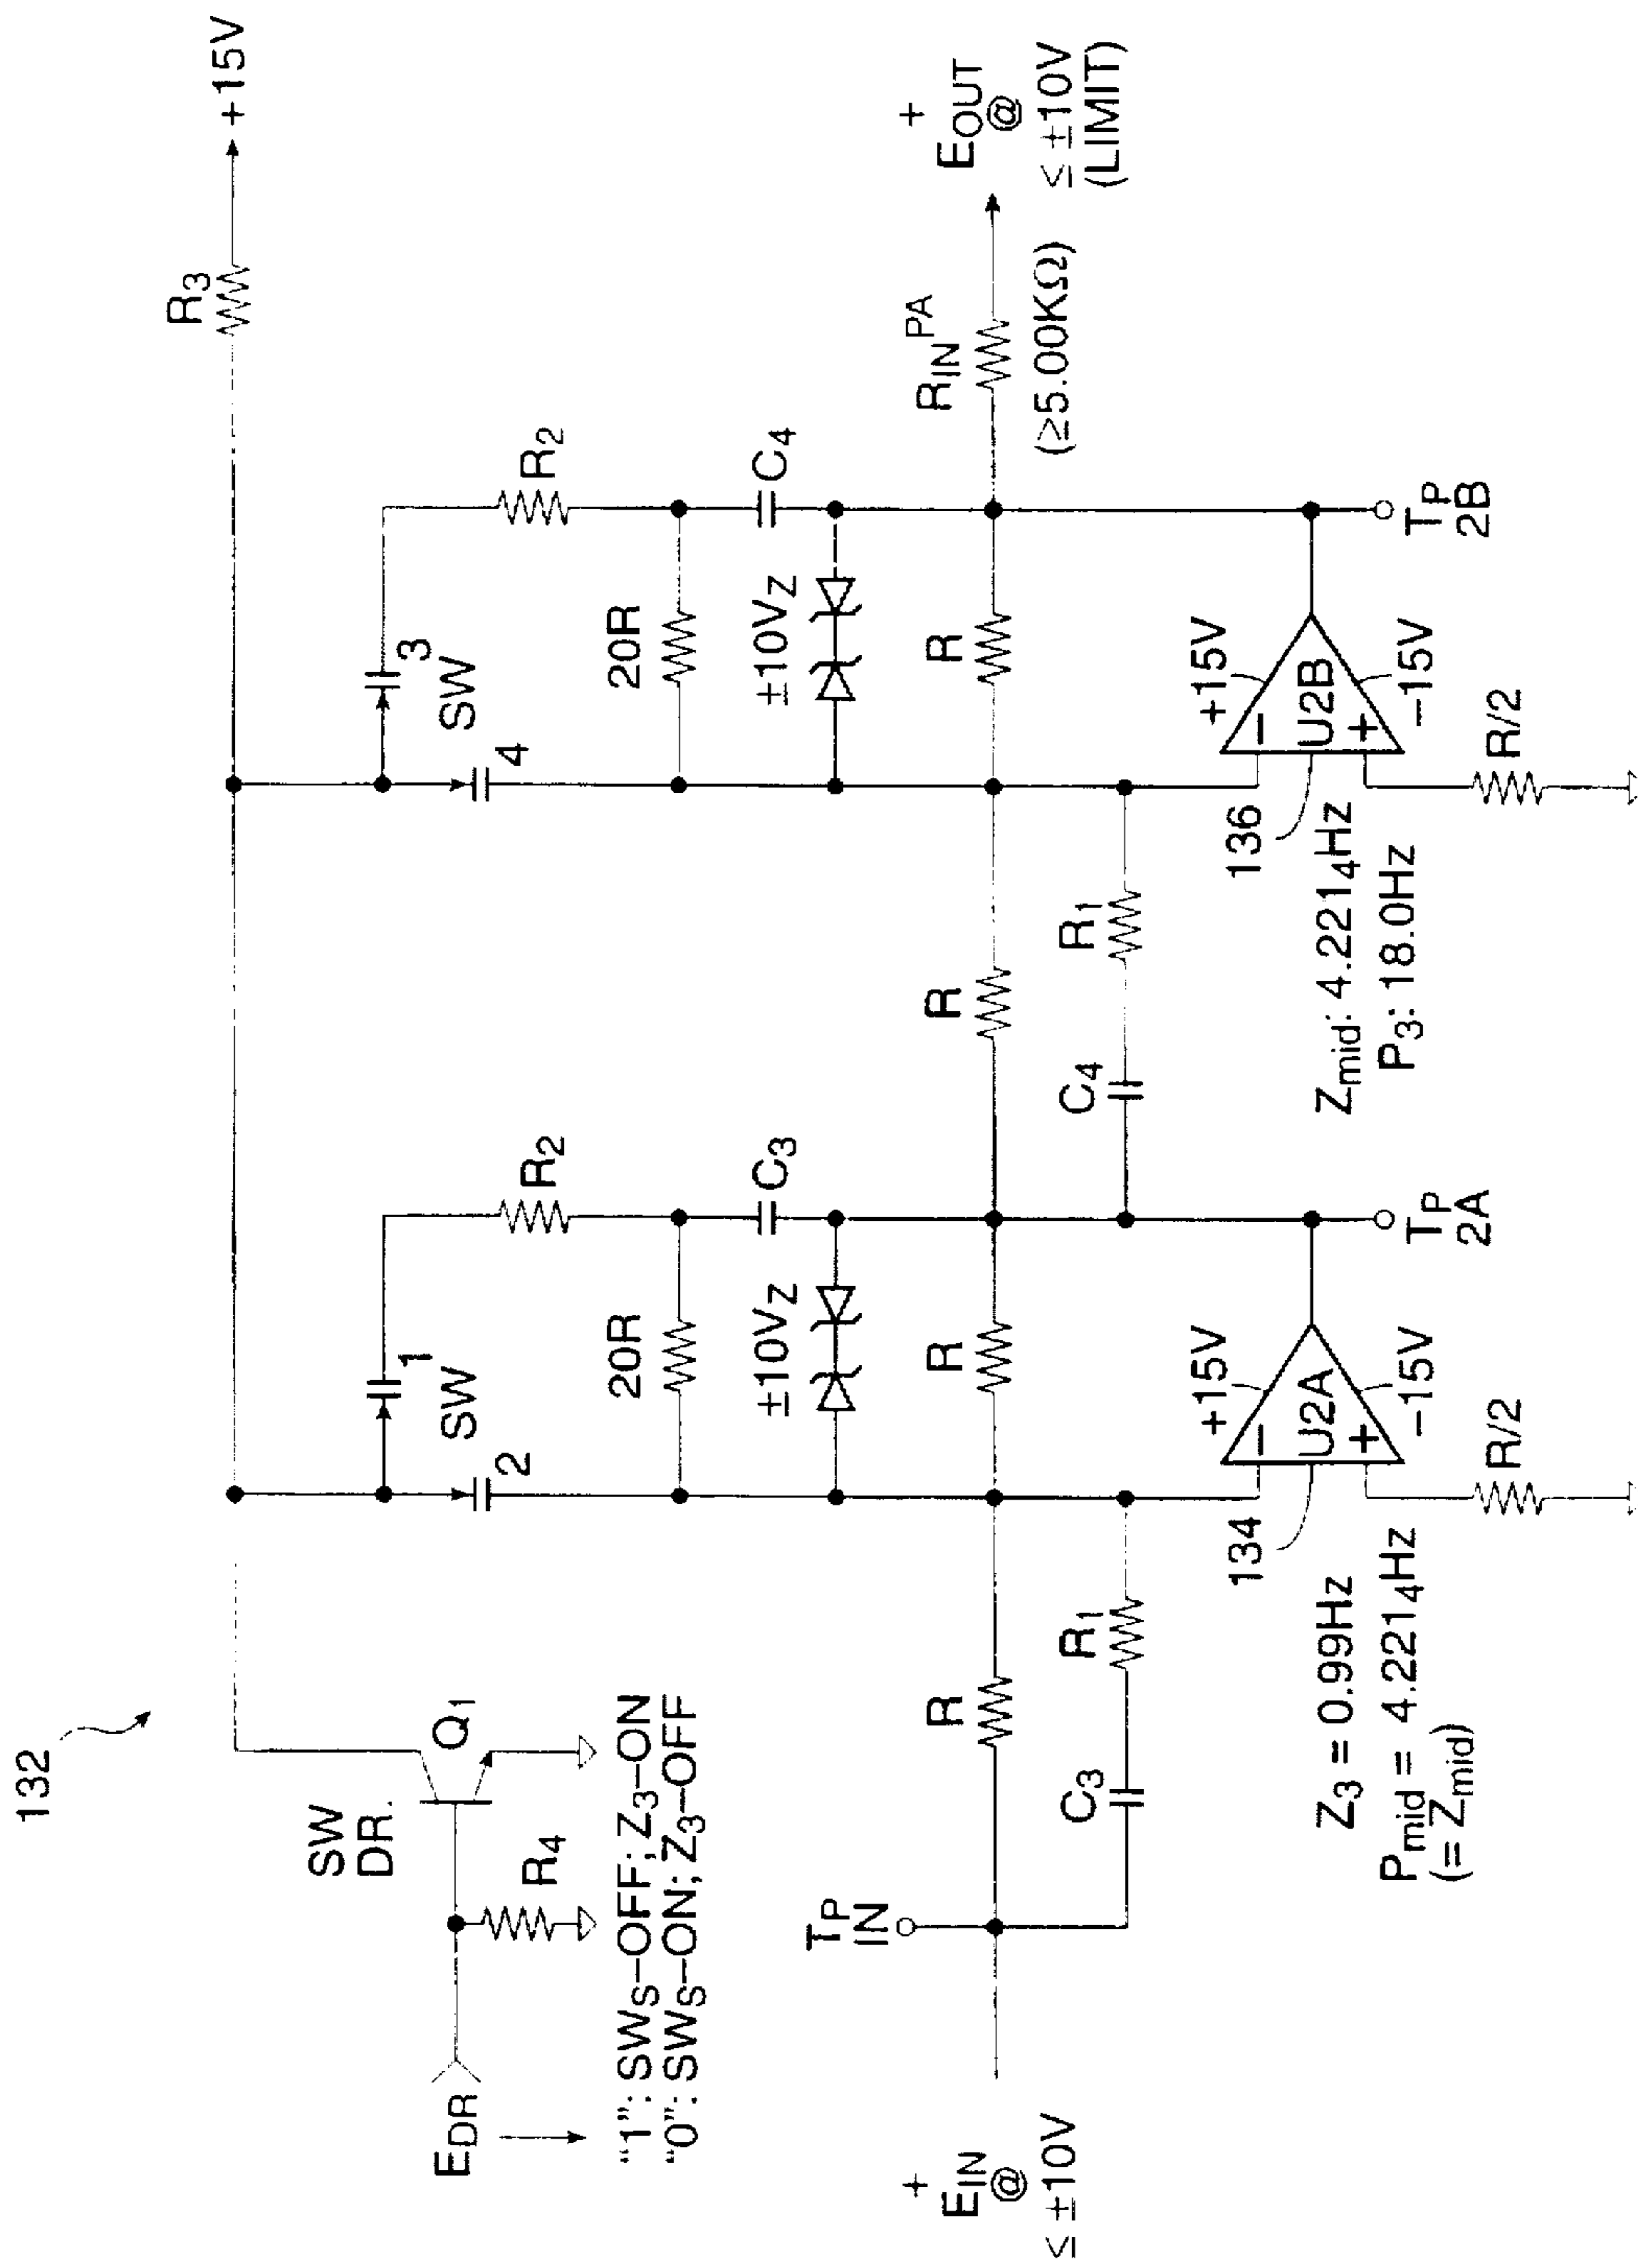 132
SW
DR.
Q1
R4
EDR
"1": SWS–OFF; Z3–ON
"0": SWS–ON; Z3–OFF
R3
+15V
1
SW
2
R2
20R
C3
±10VZ
3
SW
4
R2
20R
C4
±10VZ
TP
IN
+
EIN
@
≤ ±10V
R
C3
R1
R
R
C4
R1
R
RINPA
(≥5.00KΩ)
+
EOUT
@
≤ ±10V
(LIMIT)
134
+15V
–
U2A
+
–15V
R/2
TP
2A
Z3 = 0.99Hz
Pmid = 4.2214Hz
(= Zmid)
136
+15V
–
U2B
+
–15V
R/2
TP
2B
Zmid: 4.2214Hz
P3: 18.0Hz